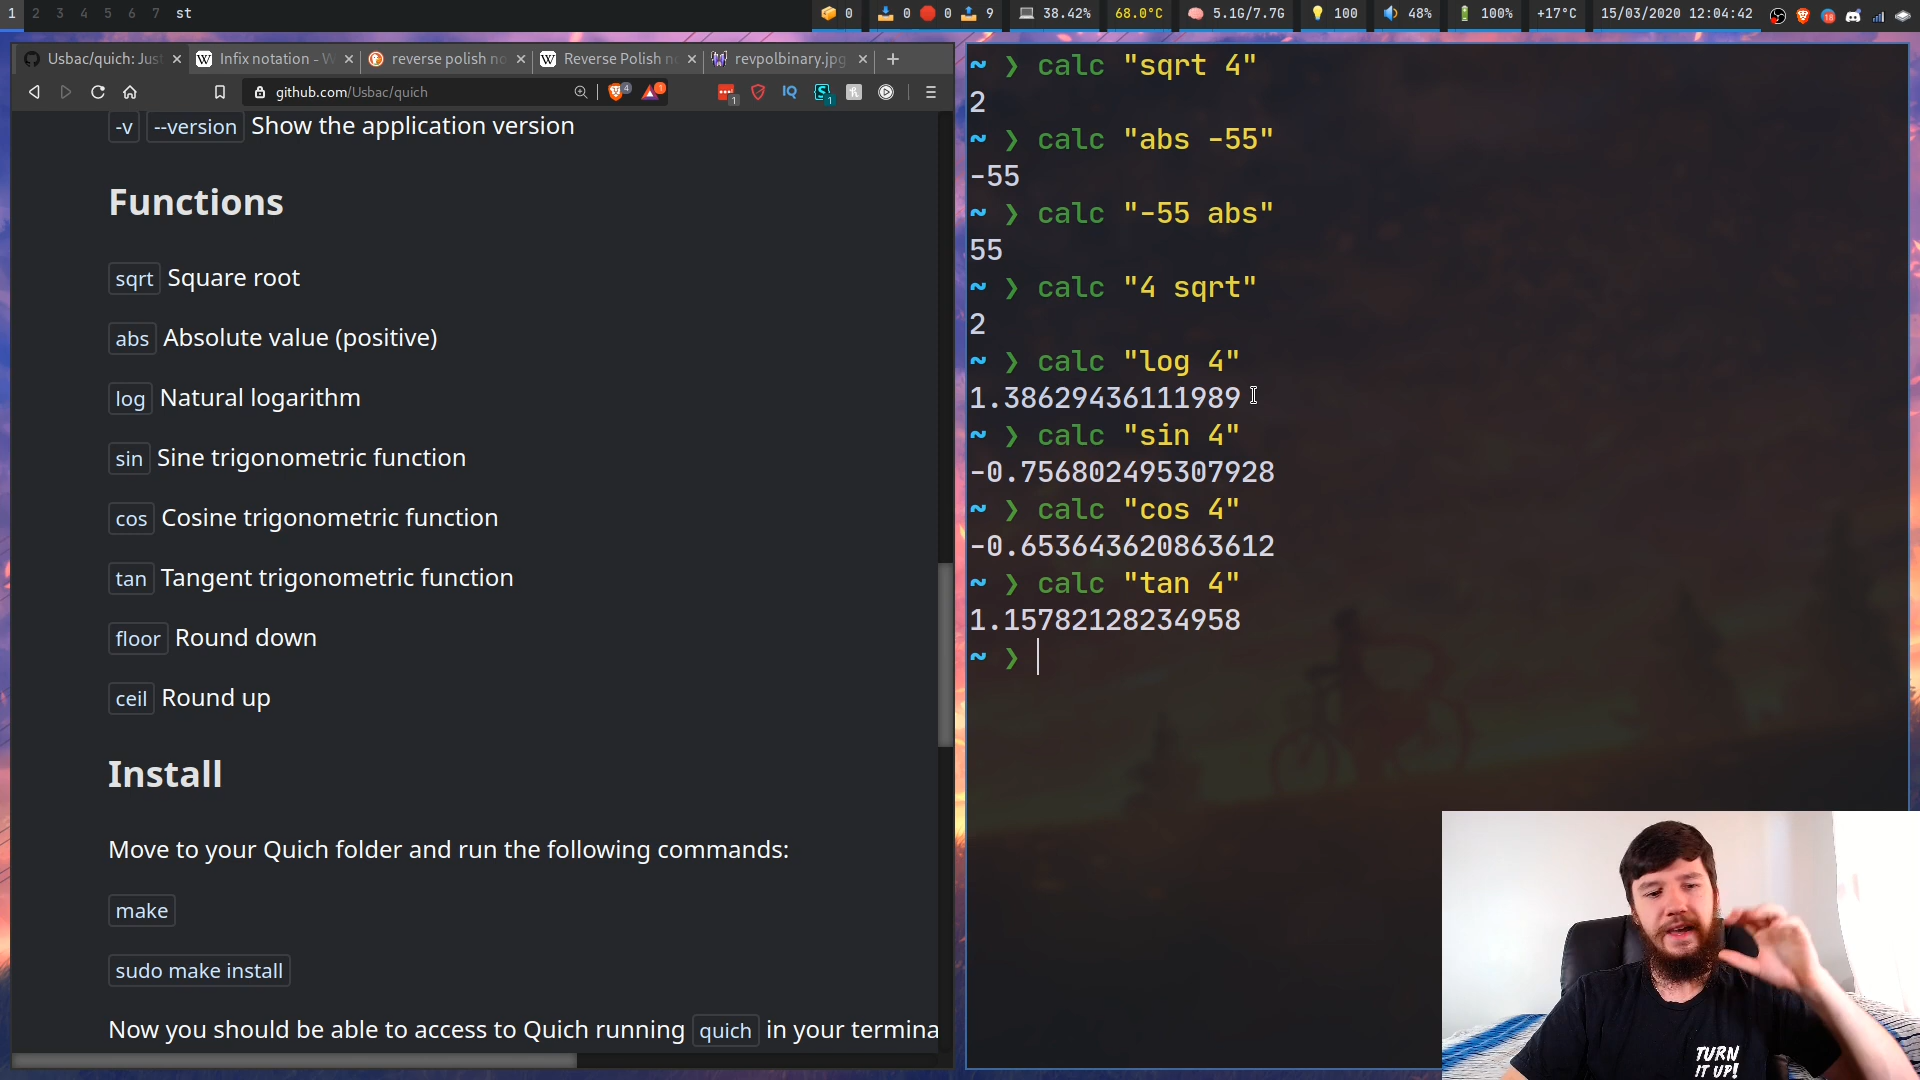 1 2 3 4 5 6 7 st
0 0 0 9 38.42% 68.0°C 5.1G/7.7G 100 48% 100% +17°C 15/03/2020 12:04:42
Usbac/quich: Just
Infix notation - W
reverse polish no
Reverse Polish n
revpolbinary.jpg
github.com/Usbac/quich
-v --version Show the application version
Functions
sqrt Square root
abs Absolute value (positive)
log Natural logarithm
sin Sine trigonometric function
cos Cosine trigonometric function
tan Tangent trigonometric function
floor Round down
ceil Round up
Install
Move to your Quich folder and run the following commands:
make
sudo make install
Now you should be able to access to Quich running quich in your termina
~ ❯ calc "sqrt 4"
2
~ ❯ calc "abs -55"
-55
~ ❯ calc "-55 abs"
55
~ ❯ calc "4 sqrt"
2
~ ❯ calc "log 4"
1.38629436111989
~ ❯ calc "sin 4"
-0.756802495307928
~ ❯ calc "cos 4"
-0.653643620863612
~ ❯ calc "tan 4"
1.15782128234958
~ ❯
TURN
IT UP!